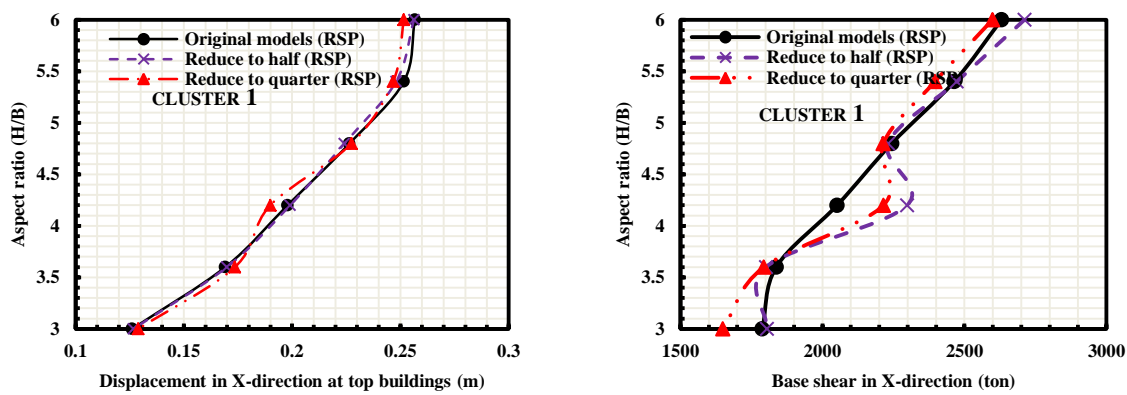 6
5.5
5
4.5
4
3.5
3
Aspect ratio (H/B)
Original models (RSP)
Reduce to half (RSP)
Reduce to quarter (RSP)
CLUSTER 1
0.1 0.15 0.2 0.25 0.3
Displacement in X-direction at top buildings (m)
6
5.5
5
4.5
4
3.5
3
Aspect ratio (H/B)
Original models (RSP)
Reduce to half (RSP)
Reduce to quarter (RSP)
CLUSTER 1
1500 2000 2500 3000
Base shear in X-direction (ton)